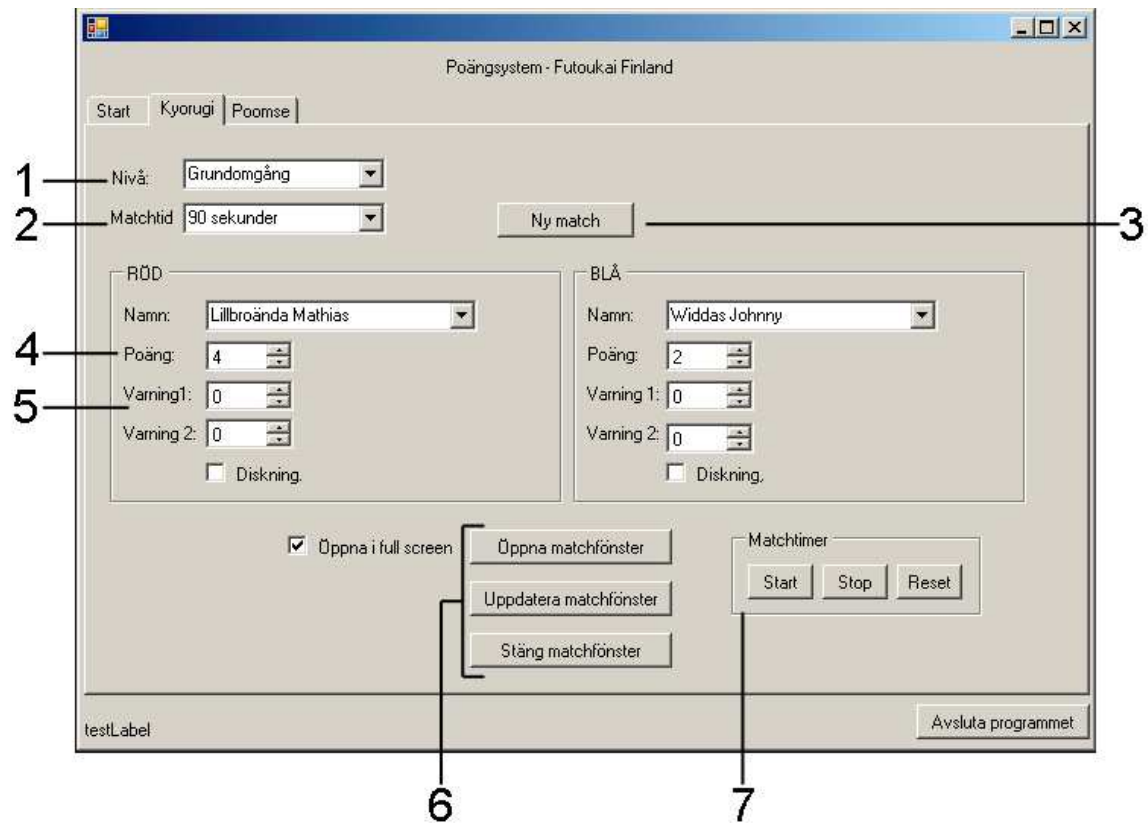 Poängsystem - Futoukai Finland
Start Kyorugi Poomse
1 Nivå: Grundomgång
2 Matchtid 90 sekunder Ny match 3
RÖD BLÅ
Namn: Lillbroända Mathias Namn: Widdas Johnny
4 Poäng: 4 Poäng: 2
5 Varning1: 0 Varning 1: 0
Varning 2: 0 Varning 2: 0
Diskning. Diskning,
Öppna i full screen Öppna matchfönster Matchtimer
Start Stop Reset
Uppdatera matchfönster
Stäng matchfönster
testLabel Avsluta programmet
6 7